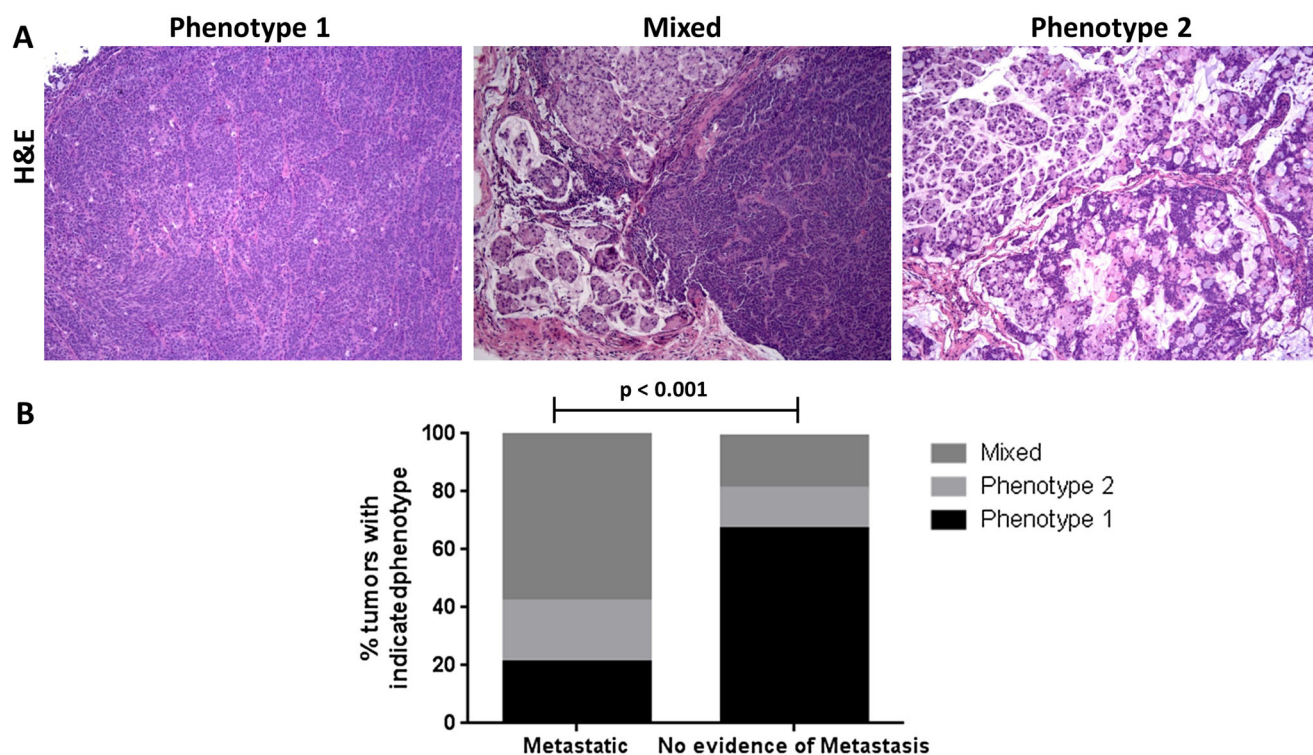 A
Phenotype 1
Mixed
Phenotype 2
H&E
B
p < 0.001
% tumors with
indicatedphenotype
100
80
60
40
20
0
Metastatic
No evidence of Metastasis
Mixed
Phenotype 2
Phenotype 1